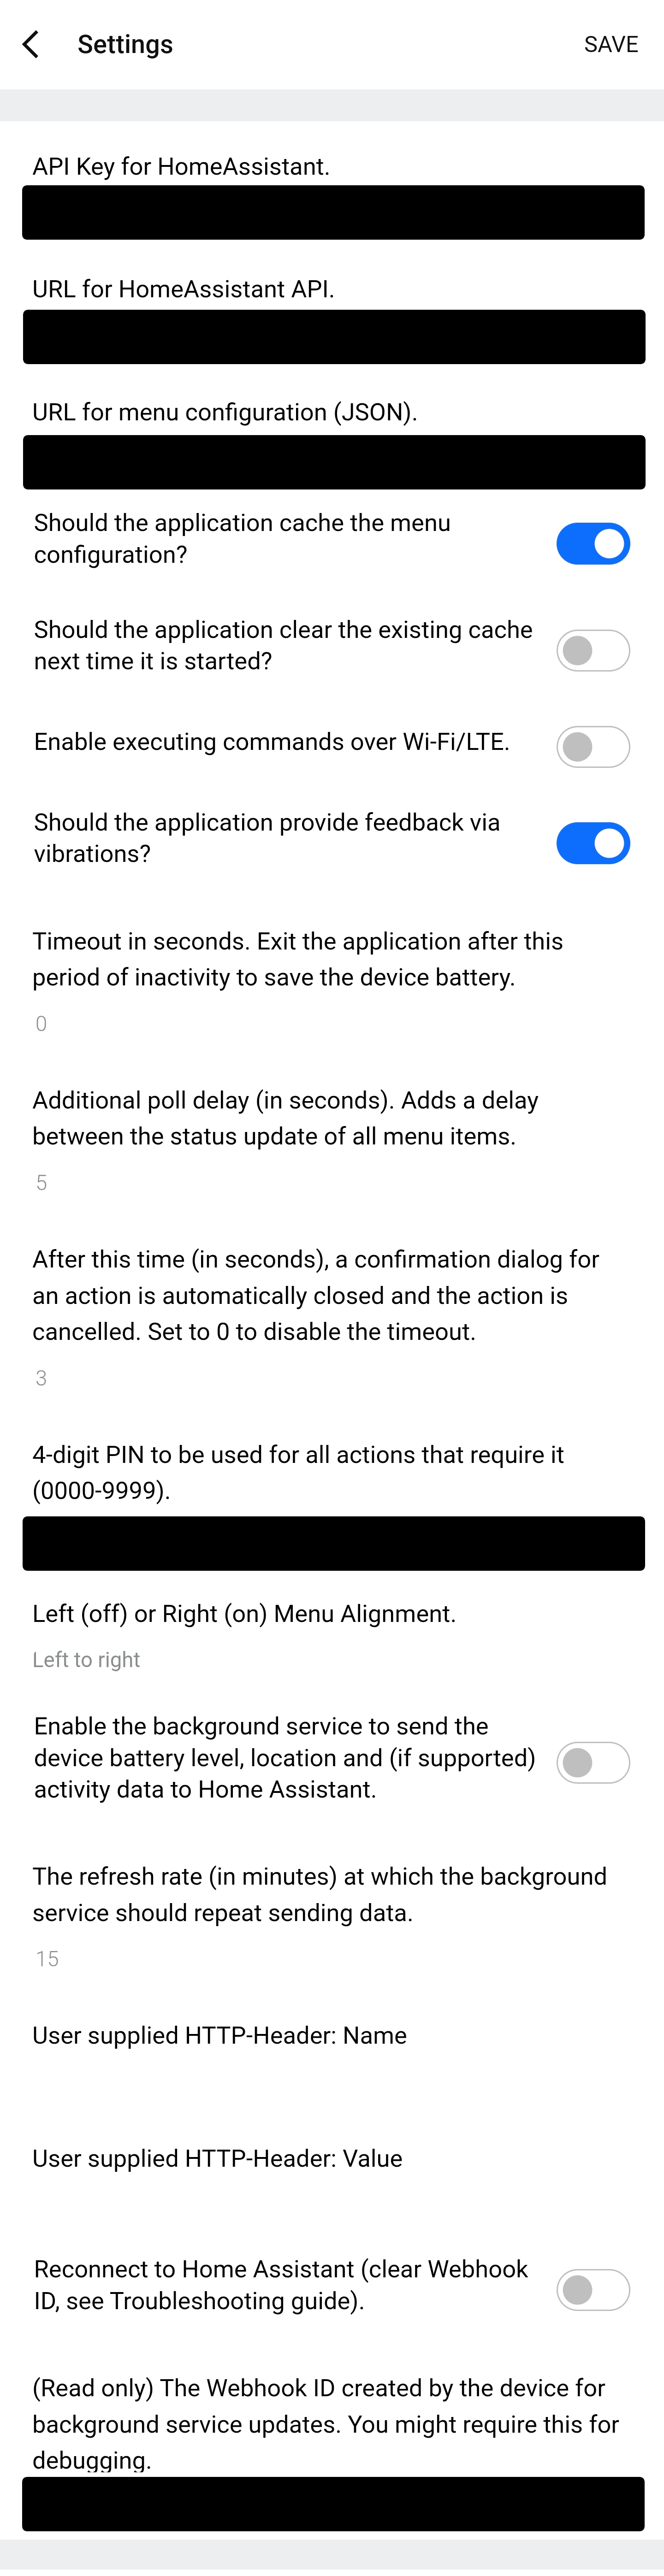 Settings
SAVE
API Key for HomeAssistant.
URL for HomeAssistant API.
URL for menu configuration (JSON).
Should the application cache the menu
configuration?
Should the application clear the existing cache
next time it is started?
Enable executing commands over Wi-Fi/LTE.
Should the application provide feedback via
vibrations?
Timeout in seconds. Exit the application after this
period of inactivity to save the device battery.
0
Additional poll delay (in seconds). Adds a delay
between the status update of all menu items.
5
After this time (in seconds), a confirmation dialog for
an action is automatically closed and the action is
cancelled. Set to 0 to disable the timeout.
3
4-digit PIN to be used for all actions that require it
(0000-9999).
Left (off) or Right (on) Menu Alignment.
Left to right
Enable the background service to send the
device battery level, location and (if supported)
activity data to Home Assistant.
The refresh rate (in minutes) at which the background
service should repeat sending data.
15
User supplied HTTP-Header: Name
User supplied HTTP-Header: Value
Reconnect to Home Assistant (clear Webhook
ID, see Troubleshooting guide).
(Read only) The Webhook ID created by the device for
background service updates. You might require this for
debugging.